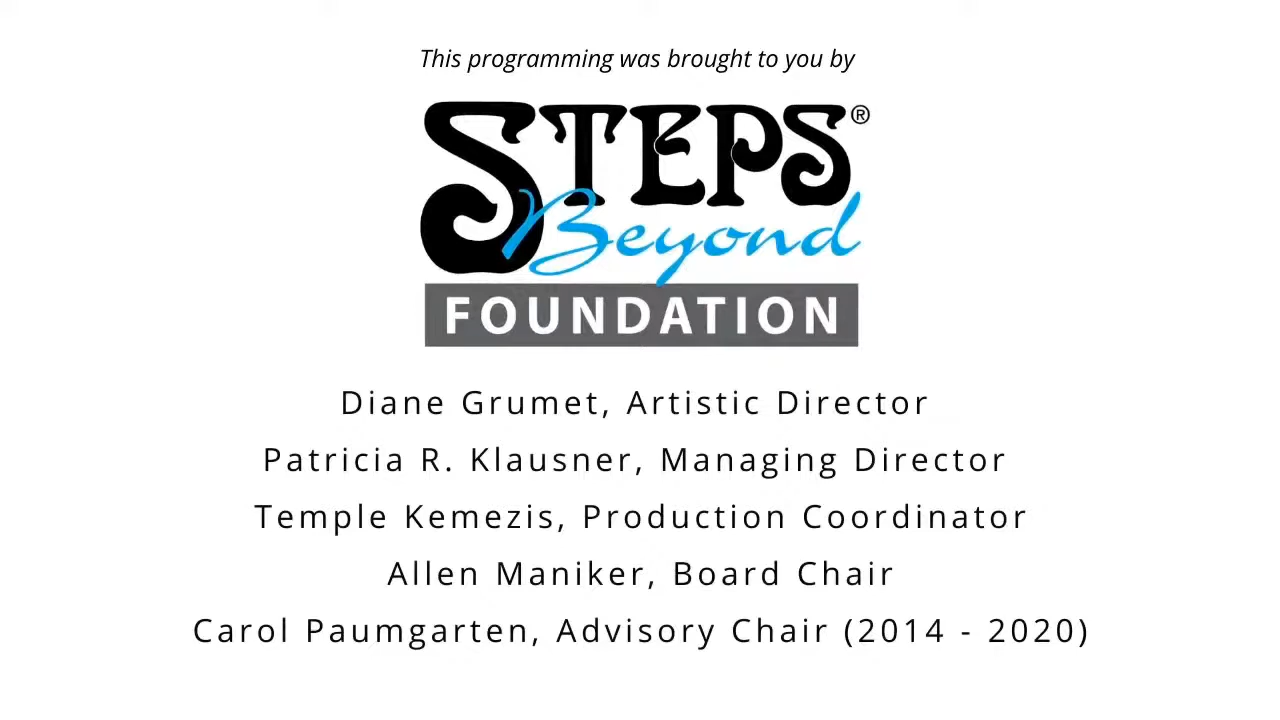 This programming was brought to you by
STEPS®
Beyond
FOUNDATION
Diane Grumet, Artistic Director
Patricia R. Klausner, Managing Director
Temple Kemezis, Production Coordinator
Allen Maniker, Board Chair
Carol Paumgarten, Advisory Chair (2014 - 2020)